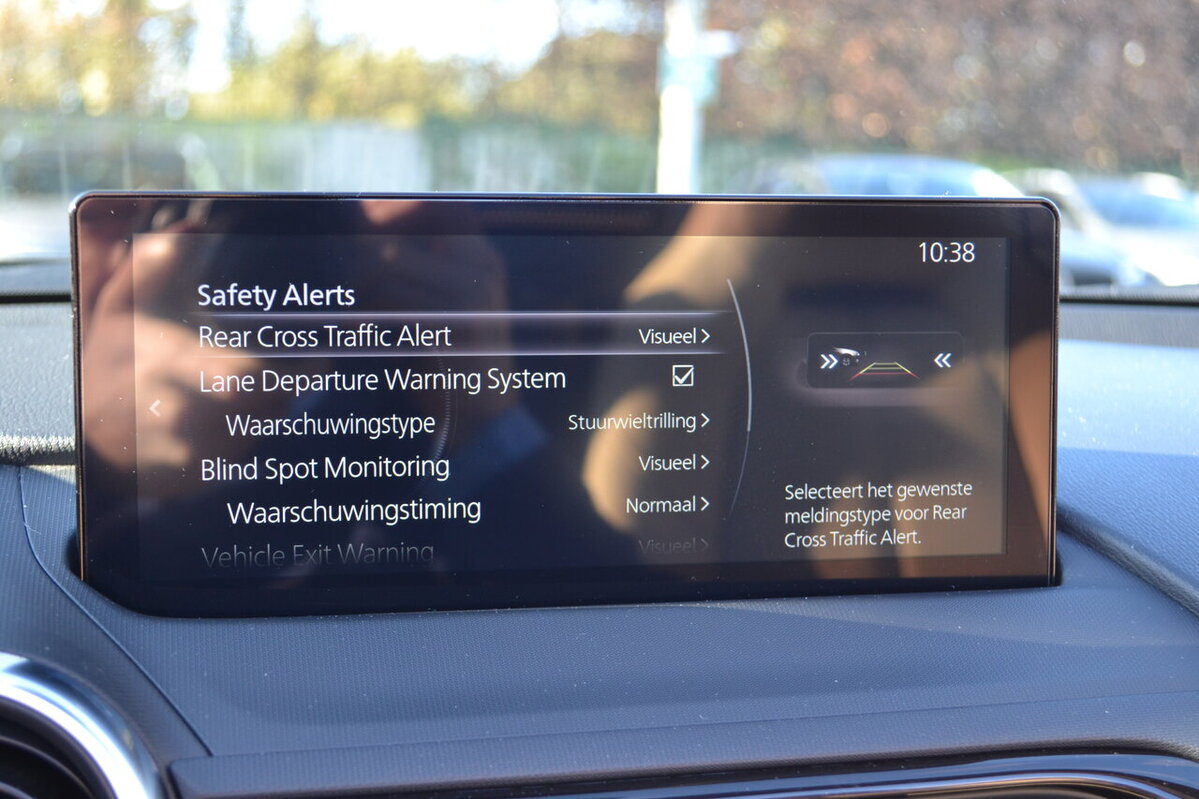 10:38
Safety Alerts
Rear Cross Traffic Alert Visueel >
Lane Departure Warning System ☑
Waarschuwingstype Stuurwieltrilling >
Blind Spot Monitoring Visueel >
Waarschuwingstiming Normaal >
Vehicle Exit Warning Visueel >
Selecteert het gewenste
meldingstype voor Rear
Cross Traffic Alert.